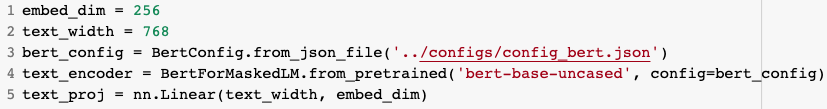 1 embed_dim = 256
2 text_width = 768
3 bert_config = BertConfig.from_json_file('../configs/config_bert.json')
4 text_encoder = BertForMaskedLM.from_pretrained('bert-base-uncased', config=bert_config)
5 text_proj = nn.Linear(text_width, embed_dim)